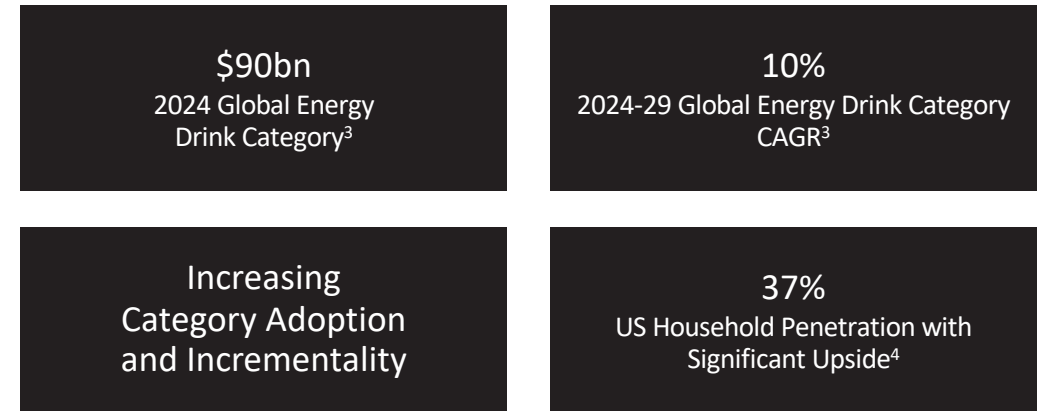 $90bn
2024 Global Energy
Drink Category³
10%
2024-29 Global Energy Drink Category
CAGR³
Increasing
Category Adoption
and Incrementality
37%
US Household Penetration with
Significant Upside⁴